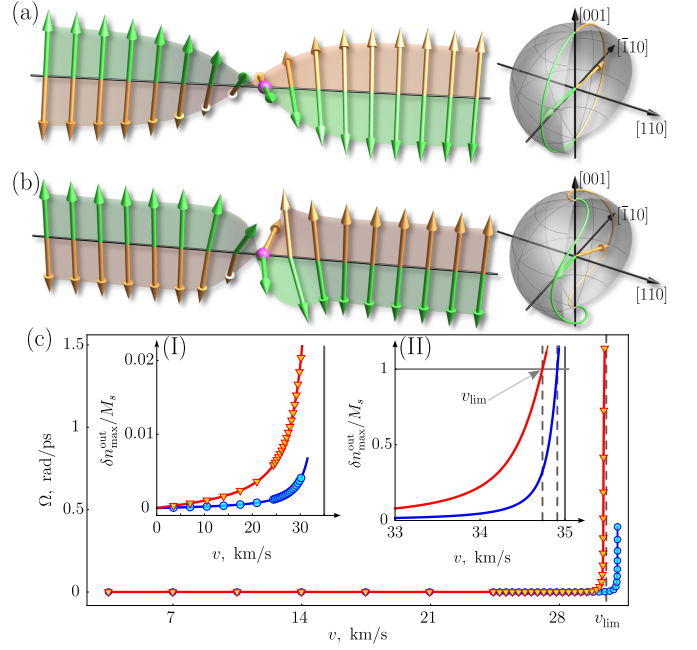 (a)
[001]
[1̄10]
[110]
(b)
[001]
[1̄10]
[110]
(c)
1.5
1
0.5
0
Ω, rad/ps
7
14
21
28
v_lim
v, km/s
(I)
0.02
0.01
0
δn^out_max/M_s
0
10
20
30
v, km/s
(II)
1
0.5
0
δn^out_max/M_s
v_lim
33
34
35
v, km/s